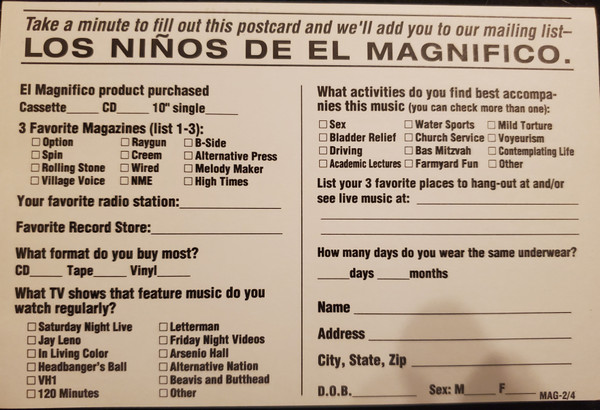 Take a minute to fill out this postcard and we'll add you to our mailing list–
LOS NIÑOS DE EL MAGNIFICO.
El Magnifico product purchased
Cassette_____ CD_____ 10" single_____
3 Favorite Magazines (list 1-3):
☐ Option ☐ Raygun ☐ B-Side
☐ Spin ☐ Creem ☐ Alternative Press
☐ Rolling Stone ☐ Wired ☐ Melody Maker
☐ Village Voice ☐ NME ☐ High Times
Your favorite radio station:_______________
Favorite Record Store:___________________
What format do you buy most?
CD_____ Tape_____ Vinyl_____
What TV shows that feature music do you
watch regularly?
☐ Saturday Night Live ☐ Letterman
☐ Jay Leno ☐ Friday Night Videos
☐ In Living Color ☐ Arsenio Hall
☐ Headbanger's Ball ☐ Alternative Nation
☐ VH1 ☐ Beavis and Butthead
☐ 120 Minutes ☐ Other
What activities do you find best accompa-
nies this music (you can check more than one):
☐ Sex ☐ Water Sports ☐ Mild Torture
☐ Bladder Relief ☐ Church Service ☐ Voyeurism
☐ Driving ☐ Bas Mitzvah ☐ Contemplating Life
☐ Academic Lectures ☐ Farmyard Fun ☐ Other
List your 3 favorite places to hang-out at and/or
see live music at: _______________
How many days do you wear the same underwear?
_____days _____months
Name _______________
Address _______________
City, State, Zip _______________
D.O.B._________ Sex: M_____ F_____ MAG-2/4